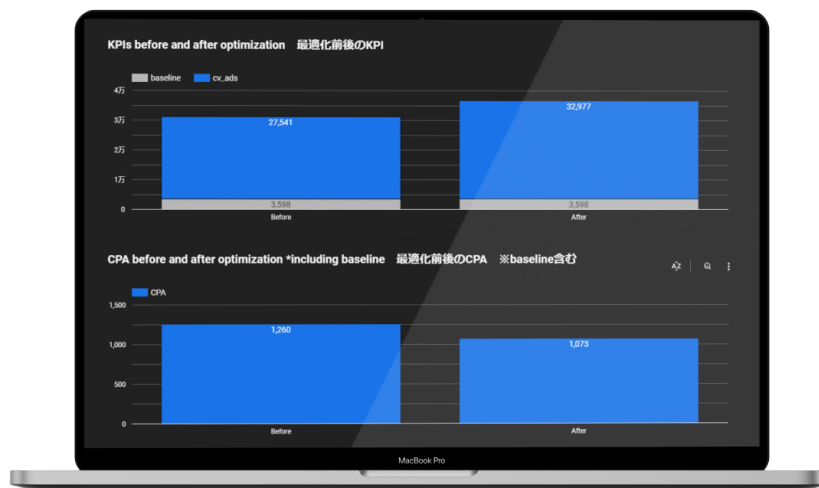 KPIs before and after optimization 最適化前後のKPI
baseline cv_ads
4万
3万
2万
1万
0
27,541
32,977
3,598
3,598
Before
After
CPA before and after optimization *including baseline 最適化前後のCPA ※baseline含む
AZ
CPA
1,500
1,000
500
0
1,260
1,073
Before
After
MacBook Pro